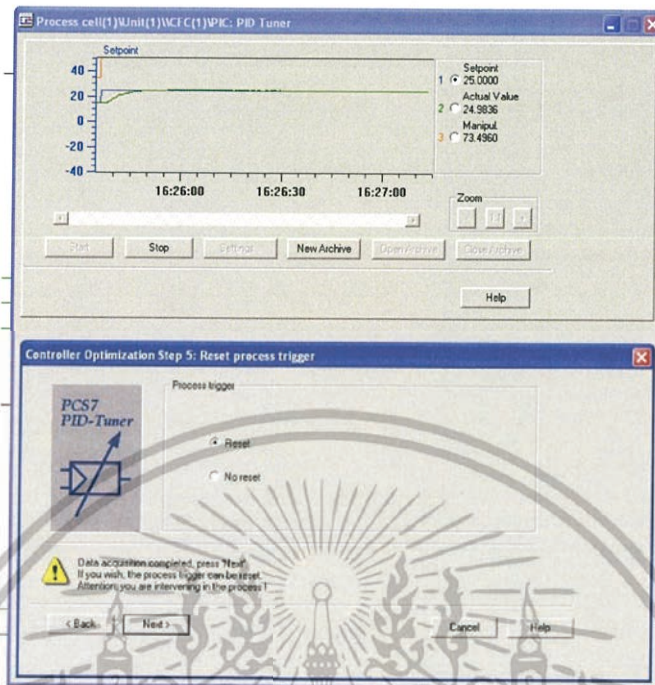 Process cell(1)\Unit(1)\\CFC(1)\PIC: PID Tuner
Setpoint
40
20
0
-20
-40
16:26:00
16:26:30
16:27:00
Setpoint
1 25.0000
Actual Value
2 24.9836
Manipul.
3 73.4960
Zoom
Start
Stop
Settings
New Archive
Open Archive
Close Archive
Help
Controller Optimization Step 5: Reset process trigger
PCS7
PID-Tuner
Process trigger
Reset
No reset
Data acquisition completed, press 'Next'.
If you wish, the process trigger can be reset.
Attention: you are intervening in the process !
< Back
Next >
Cancel
Help